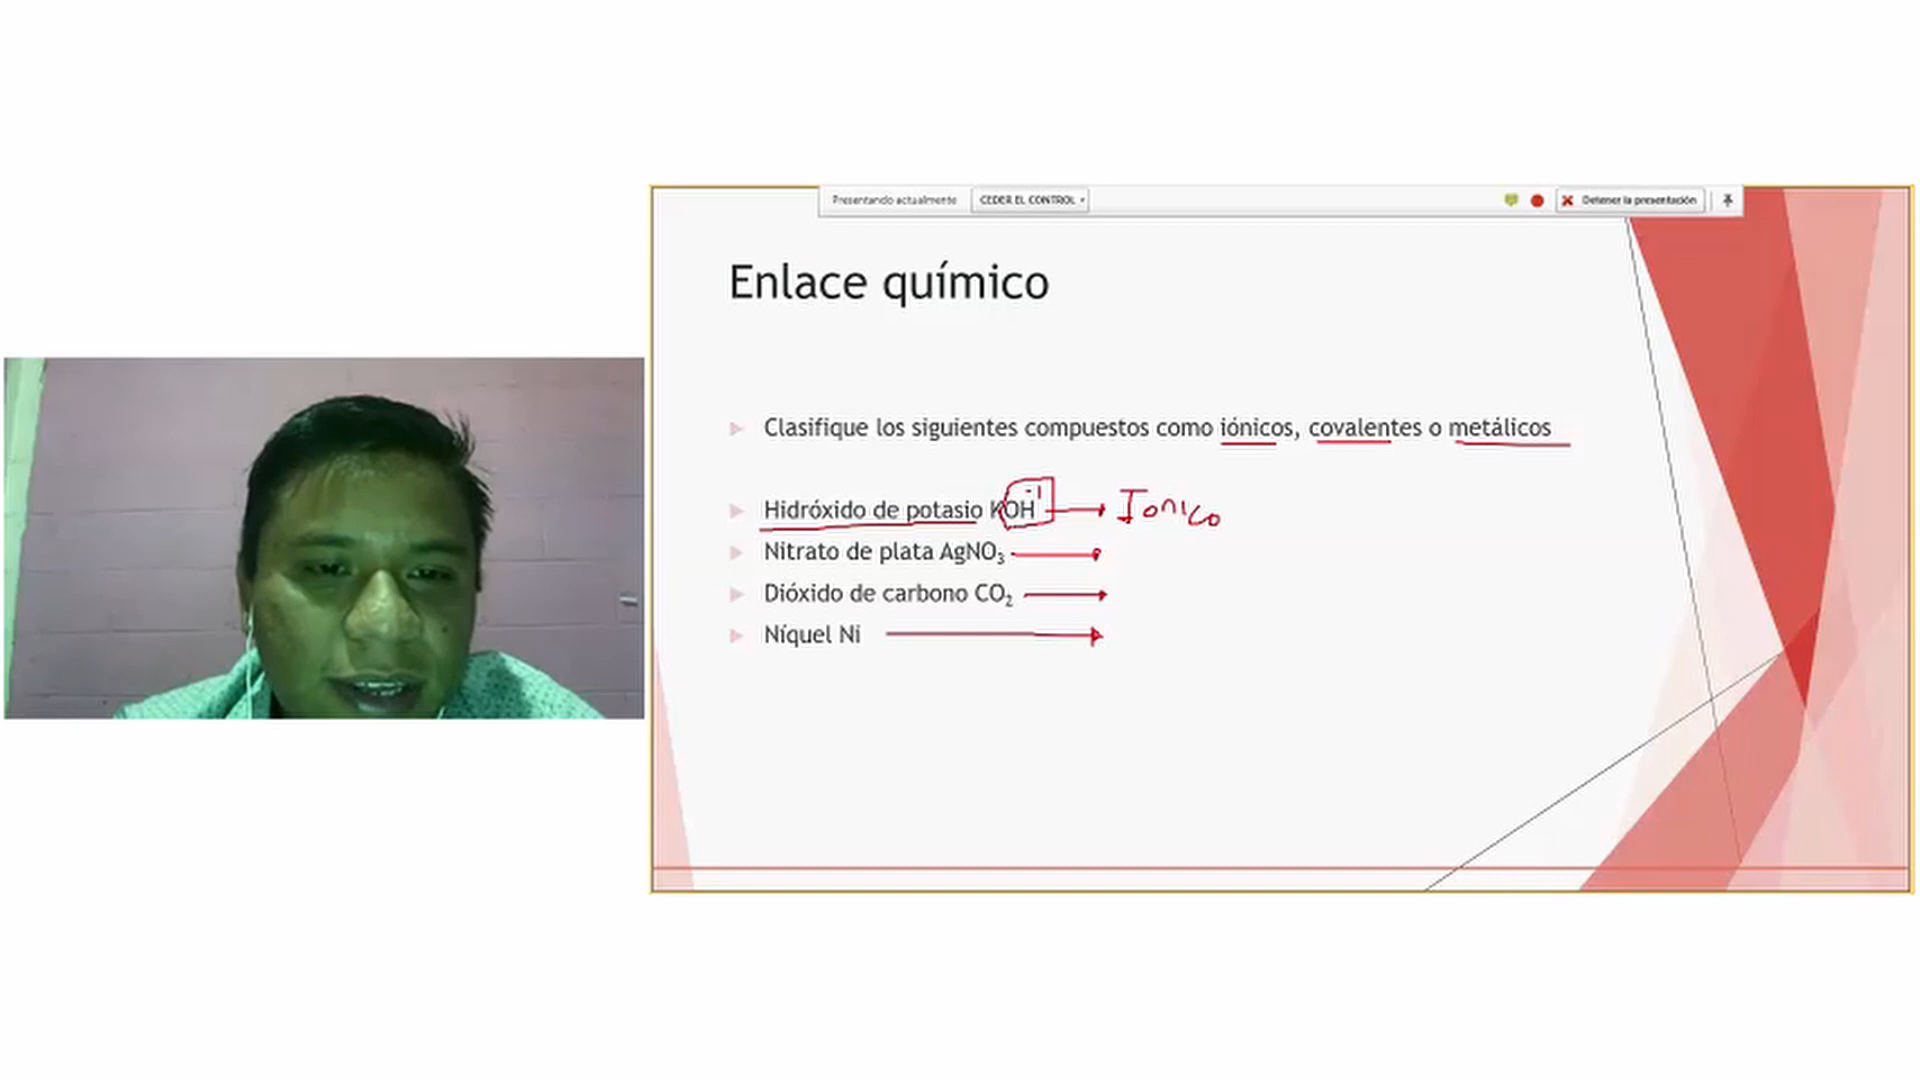 Presentando actualmente CEDER EL CONTROL Detener la presentación
Enlace químico
Clasifique los siguientes compuestos como iónicos, covalentes o metálicos
Hidróxido de potasio KOH -1 → Ionico
Nitrato de plata AgNO₃ →
Dióxido de carbono CO₂ →
Níquel Ni →